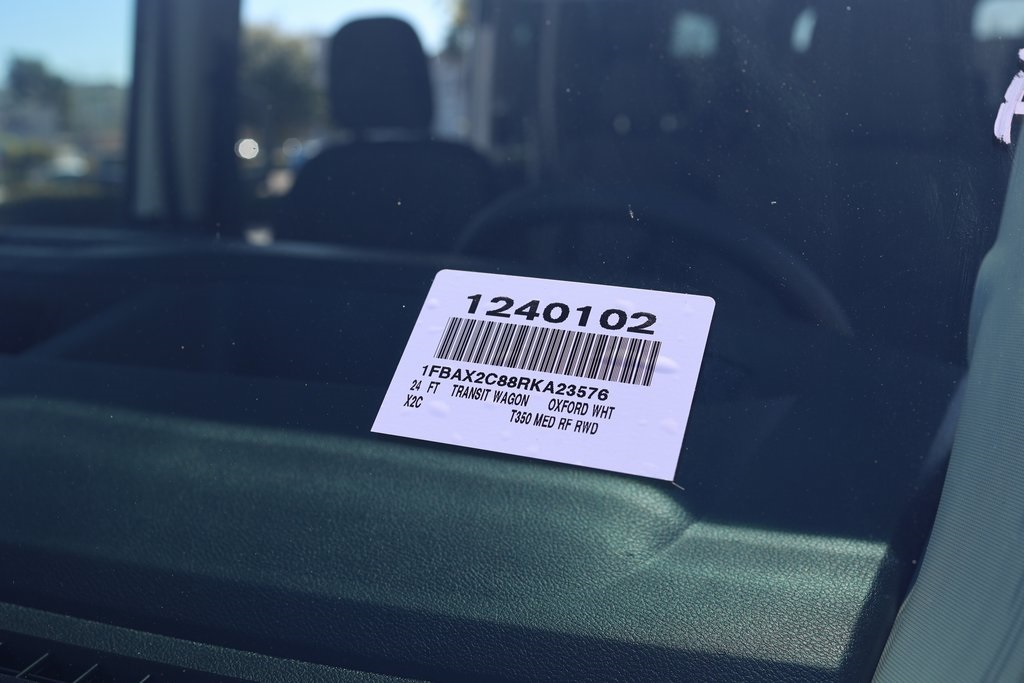 1240102
1FBAX2C88RKA23576
24 FT TRANSIT WAGON OXFORD WHT
X2C T350 MED RF RWD